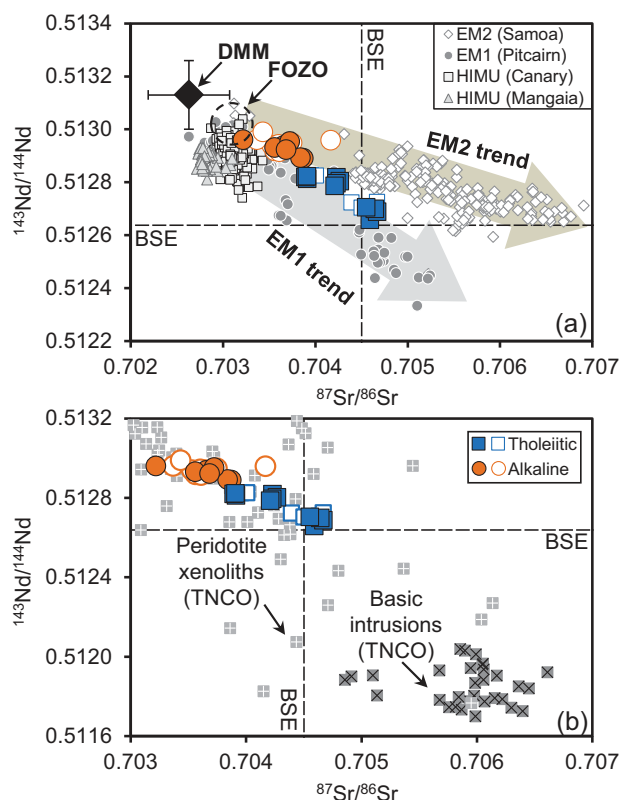 0.5134
0.5132
0.5130
0.5128
0.5126
0.5124
0.5122
¹⁴³Nd/¹⁴⁴Nd
DMM
FOZO
BSE
EM2 (Samoa)
EM1 (Pitcairn)
HIMU (Canary)
HIMU (Mangaia)
EM2 trend
BSE
EM1 trend
(a)
0.702
0.703
0.704
0.705
0.706
0.707
⁸⁷Sr/⁸⁶Sr
0.5132
0.5128
0.5124
0.5120
0.5116
¹⁴³Nd/¹⁴⁴Nd
Tholeiitic
Alkaline
BSE
Peridotite
xenoliths
(TNCO)
Basic
intrusions
(TNCO)
BSE
(b)
0.703
0.704
0.705
0.706
0.707
⁸⁷Sr/⁸⁶Sr